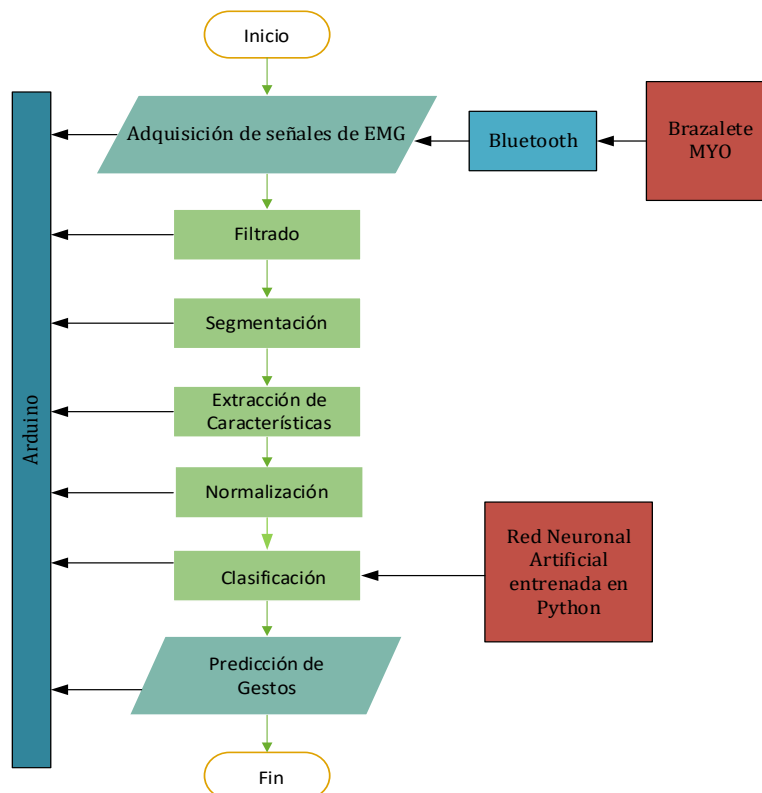 Inicio
Adquisición de señales de EMG
Bluetooth
Brazalete
MYO
Filtrado
Segmentación
Extracción de
Características
Arduino
Normalización
Red Neuronal
Artificial
entrenada en
Python
Clasificación
Predicción de
Gestos
Fin